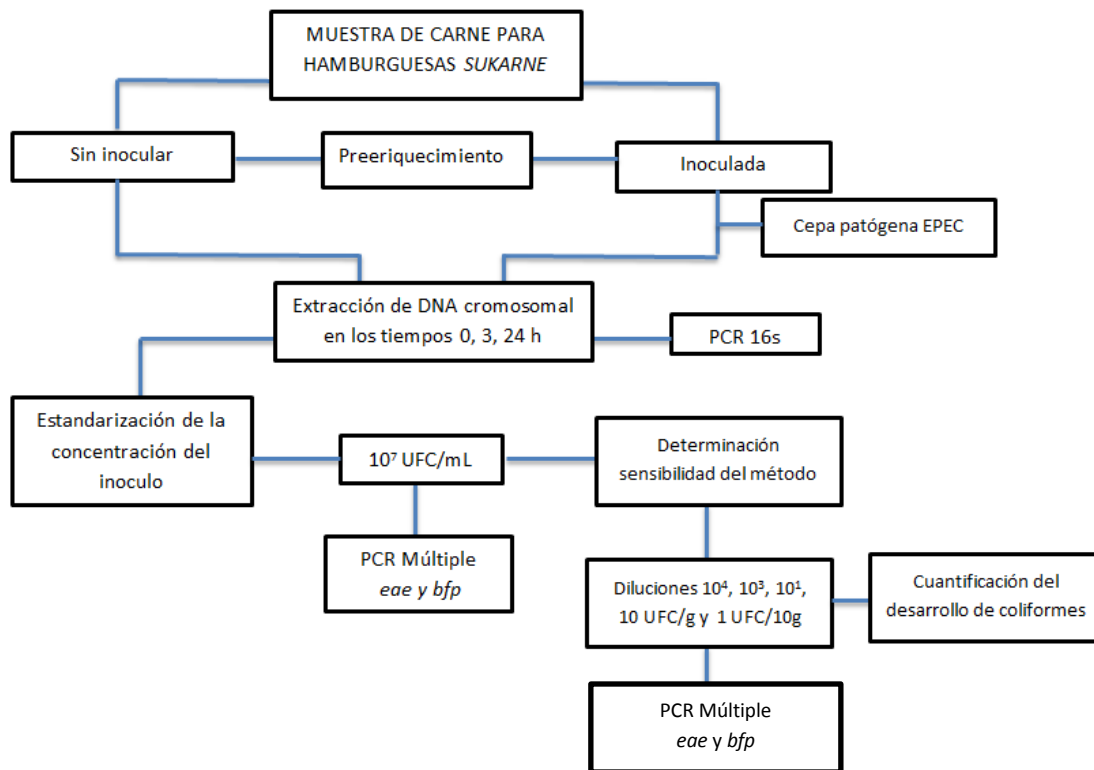 MUESTRA DE CARNE PARA
HAMBURGUESAS SUKARNE
Sin inocular
Preeriquecimiento
Inoculada
Cepa patógena EPEC
Extracción de DNA cromosomal
en los tiempos 0, 3, 24 h
PCR 16s
Estandarización de la
concentración del
inoculo
10⁷ UFC/mL
Determinación
sensibilidad del método
PCR Múltiple
eae y bfp
Diluciones 10⁴, 10³, 10¹,
10 UFC/g y 1 UFC/10g
Cuantificación del
desarrollo de coliformes
PCR Múltiple
eae y bfp